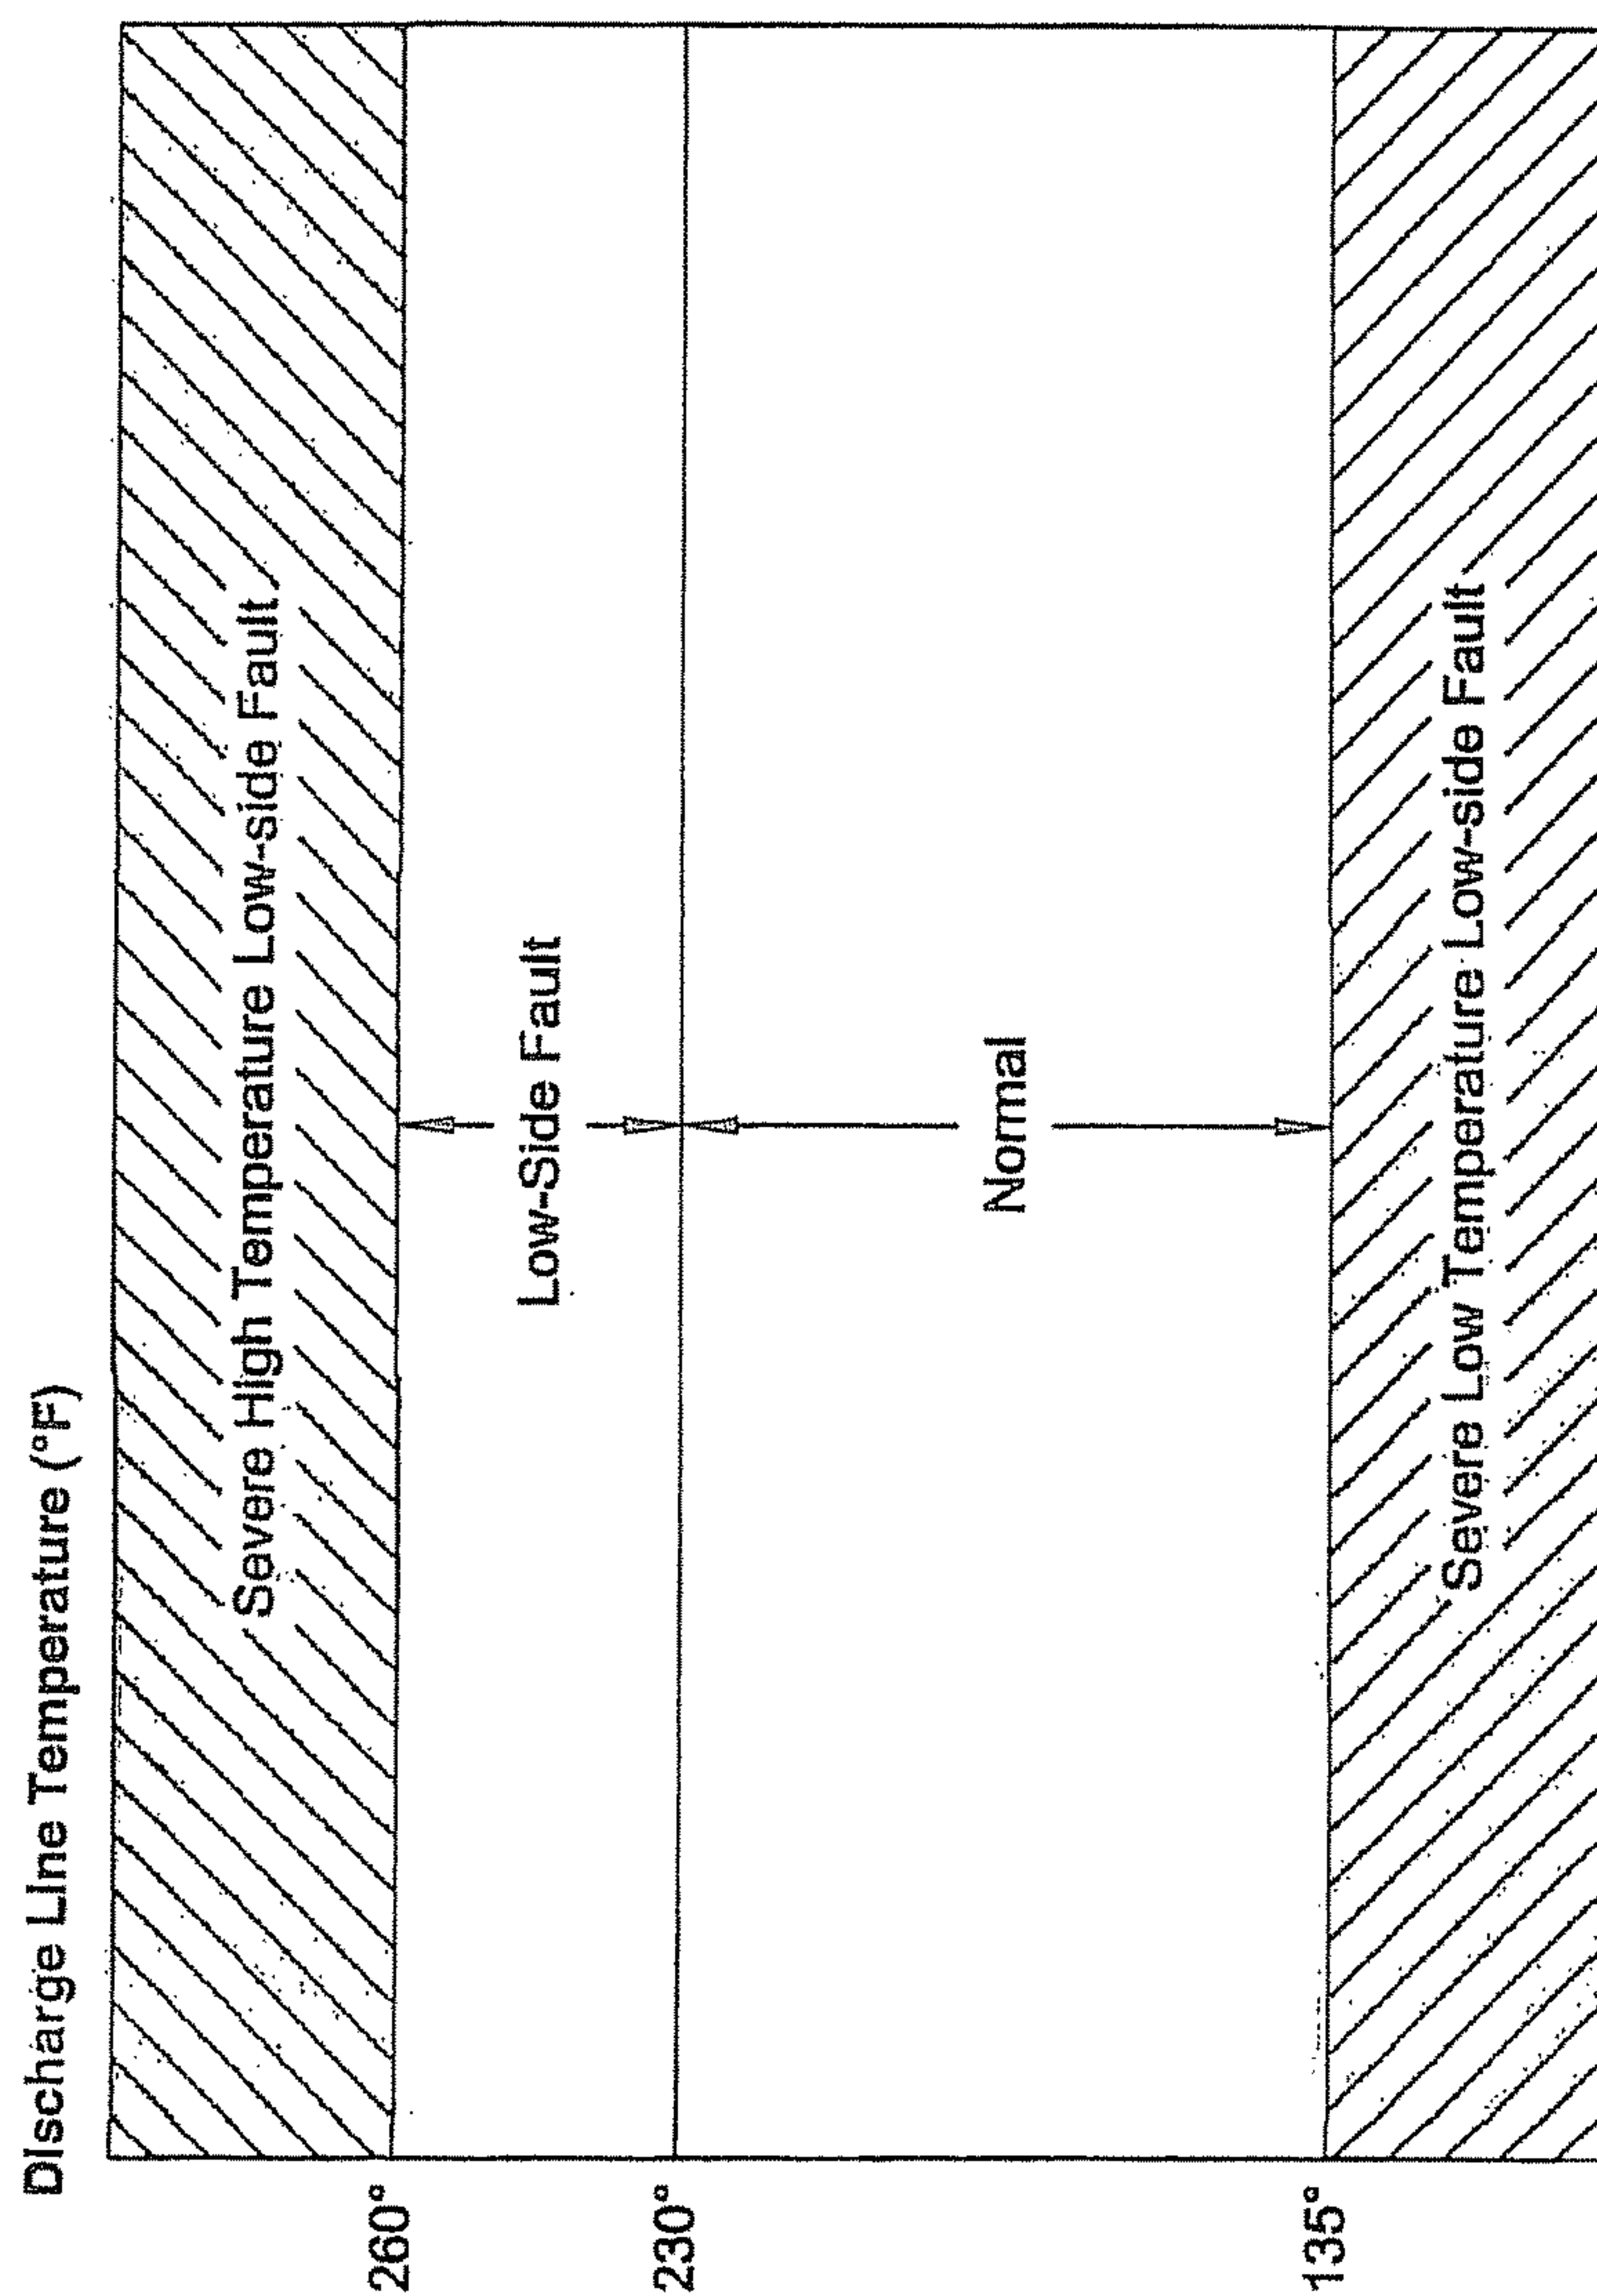 Discharge Line Temperature (°F)
Severe High Temperature Low-side Fault
260°
Low-Side Fault
230°
Normal
135°
Severe Low Temperature Low-side Fault